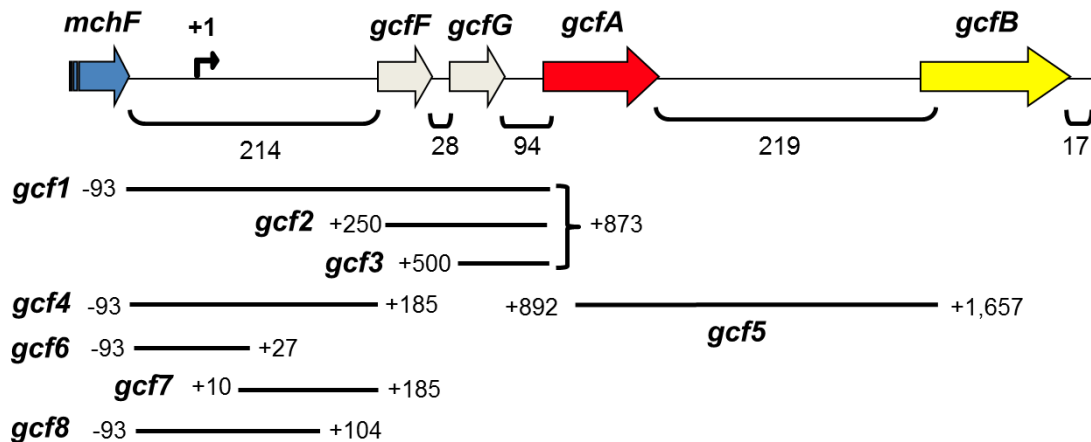 mchF +1 gcfF gcfG gcfA gcfB
214 28 94 219 17
gcf1 -93
gcf2 +250 +873
gcf3 +500
gcf4 -93 +185 +892 +1,657
gcf5
gcf6 -93 +27
gcf7 +10 +185
gcf8 -93 +104